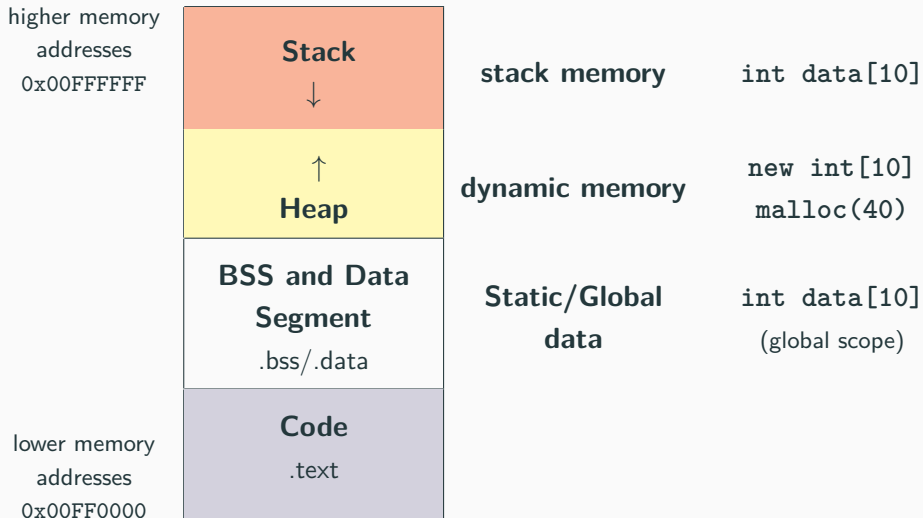 higher memory
addresses
0x00FFFFFF
Stack
↓
stack memory
int data[10]
↑
Heap
dynamic memory
new int[10]
malloc(40)
BSS and Data
Segment
.bss/.data
Static/Global
data
int data[10]
(global scope)
Code
.text
lower memory
addresses
0x00FF0000